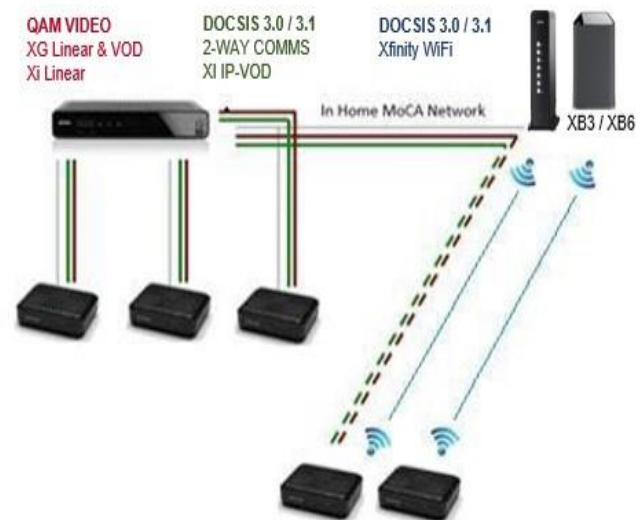 QAM VIDEO
XG Linear & VOD
Xi Linear
DOCSIS 3.0 / 3.1
2-WAY COMMS
XI IP-VOD
DOCSIS 3.0 / 3.1
Xfinity WiFi
In Home MoCA Network
XB3 / XB6